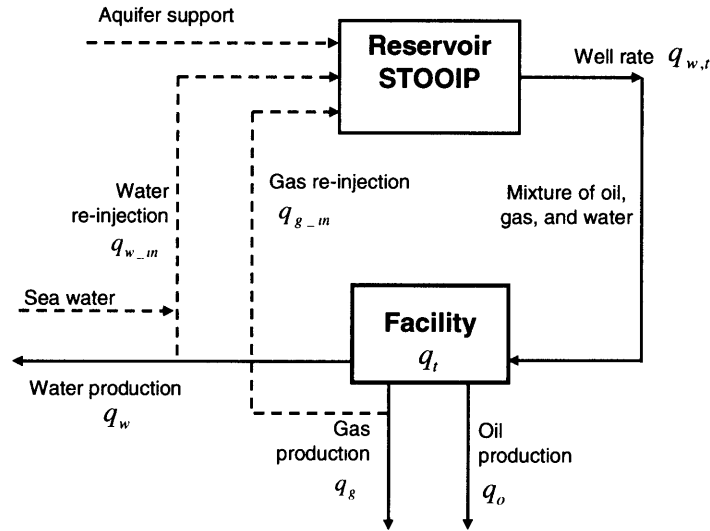 Aquifer support
Reservoir
STOOIP
Well rate q_{w,t}
Water
re-injection
q_{w_in}
Gas re-injection
q_{g_in}
Mixture of oil,
gas, and water
Sea water
Facility
q_t
Water production
q_w
Gas
production
q_g
Oil
production
q_o